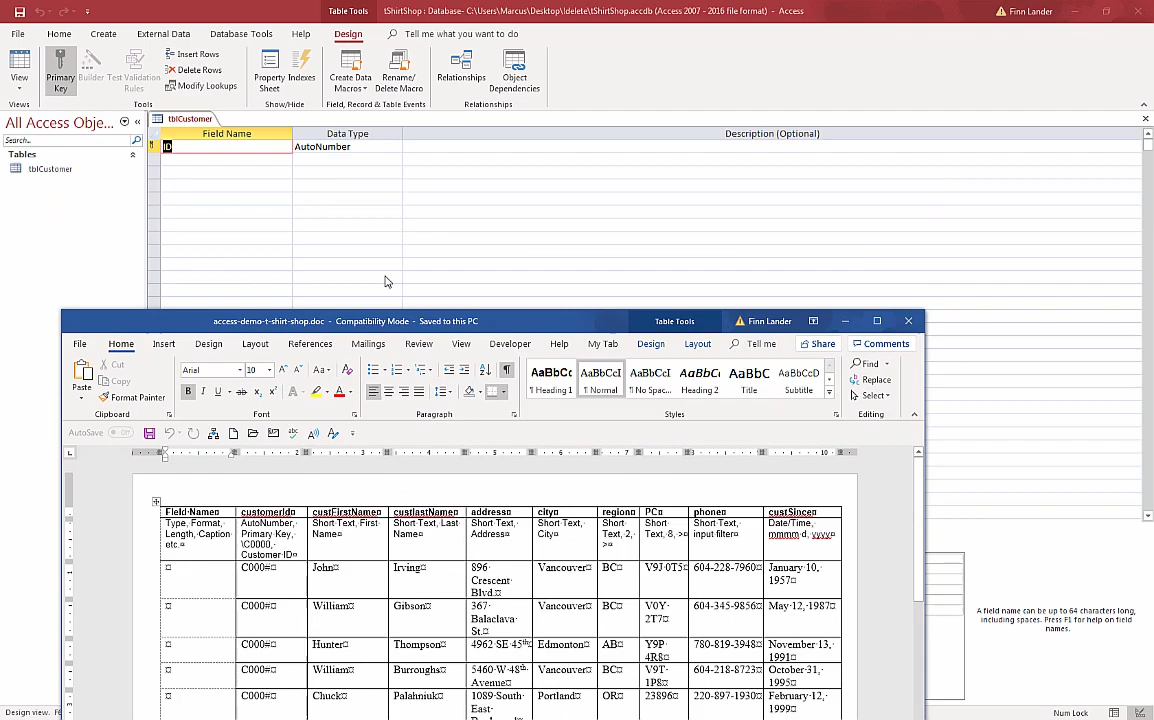 Table Tools
tShirtShop : Database- C:\Users\Marcus\Desktop\!delete\tShirtShop.accdb (Access 2007 - 2016 file format) - Access
Finn Lander
File Home Create External Data Database Tools Help Design Tell me what you want to do
View
Primary Key
Builder
Test Validation Rules
Insert Rows
Delete Rows
Modify Lookups
Property Sheet
Indexes
Create Data Macros
Rename/ Delete Macro
Relationships
Object Dependencies
Views Tools Show/Hide Field, Record & Table Events Relationships
All Access Obje...
Search...
Tables
tblCustomer
tblCustomer
Field Name Data Type Description (Optional)
ID AutoNumber
access-demo-t-shirt-shop.doc - Compatibility Mode - Saved to this PC
Table Tools
Finn Lander
File Home Insert Design Layout References Mailings Review View Developer Help My Tab Design Layout Tell me Share Comments
Paste
Cut
Copy
Format Painter
Arial 10
AaBbCc AaBbCcI AaBbCcI AaBbCc AaBbC AaBbCcD
¶ Heading 1 ¶ Normal ¶ No Spac... Heading 2 Title Subtitle
Find
Replace
Select
Clipboard Font Paragraph Styles Editing
AutoSave Off
Field·Name¤ customerId¤ custFirstName¤ custlastName¤ address¤ city¤ region¤ PC¤ phone¤ custSince¤
Type, Format, Length, Caption etc.¤
AutoNumber, Primary Key, \C0000, Customer ID¤
Short Text, First Name¤
Short Text, Last Name¤
Short Text, Address¤
Short Text, City¤
Short Text, 2, >¤
Short Text, 8, >¤
Short Text, input filter¤
Date/Time, mmmm d, yyyy¤
¤ C000#¤ John¤ Irving¤ 896 Crescent Blvd.¤ Vancouver¤ BC¤ V9J 0T5¤ 604-228-7960¤ January 10, 1957¤
¤ C000#¤ William¤ Gibson¤ 367 Balaclava St.¤ Vancouver¤ BC¤ V0Y 2T7¤ 604-345-9856¤ May 12, 1987¤
¤ C000#¤ Hunter¤ Thompson¤ 4962 SE 45th¤ Edmonton¤ AB¤ Y9P 4R8¤ 780-819-3948¤ November 13, 1991¤
¤ C000#¤ William¤ Burroughs¤ 5460 W 48th Avenue¤ Vancouver¤ BC¤ V9T 1P8¤ 604-218-8723¤ October 31, 1995¤
¤ C000#¤ Chuck¤ Palahniuk¤ 1089 South East Portland¤ OR¤ 23896¤ 220-897-1930¤ February 12, 1999¤
A field name can be up to 64 characters long, including spaces. Press F1 for help on field names.
Design view. F6
Num Lock